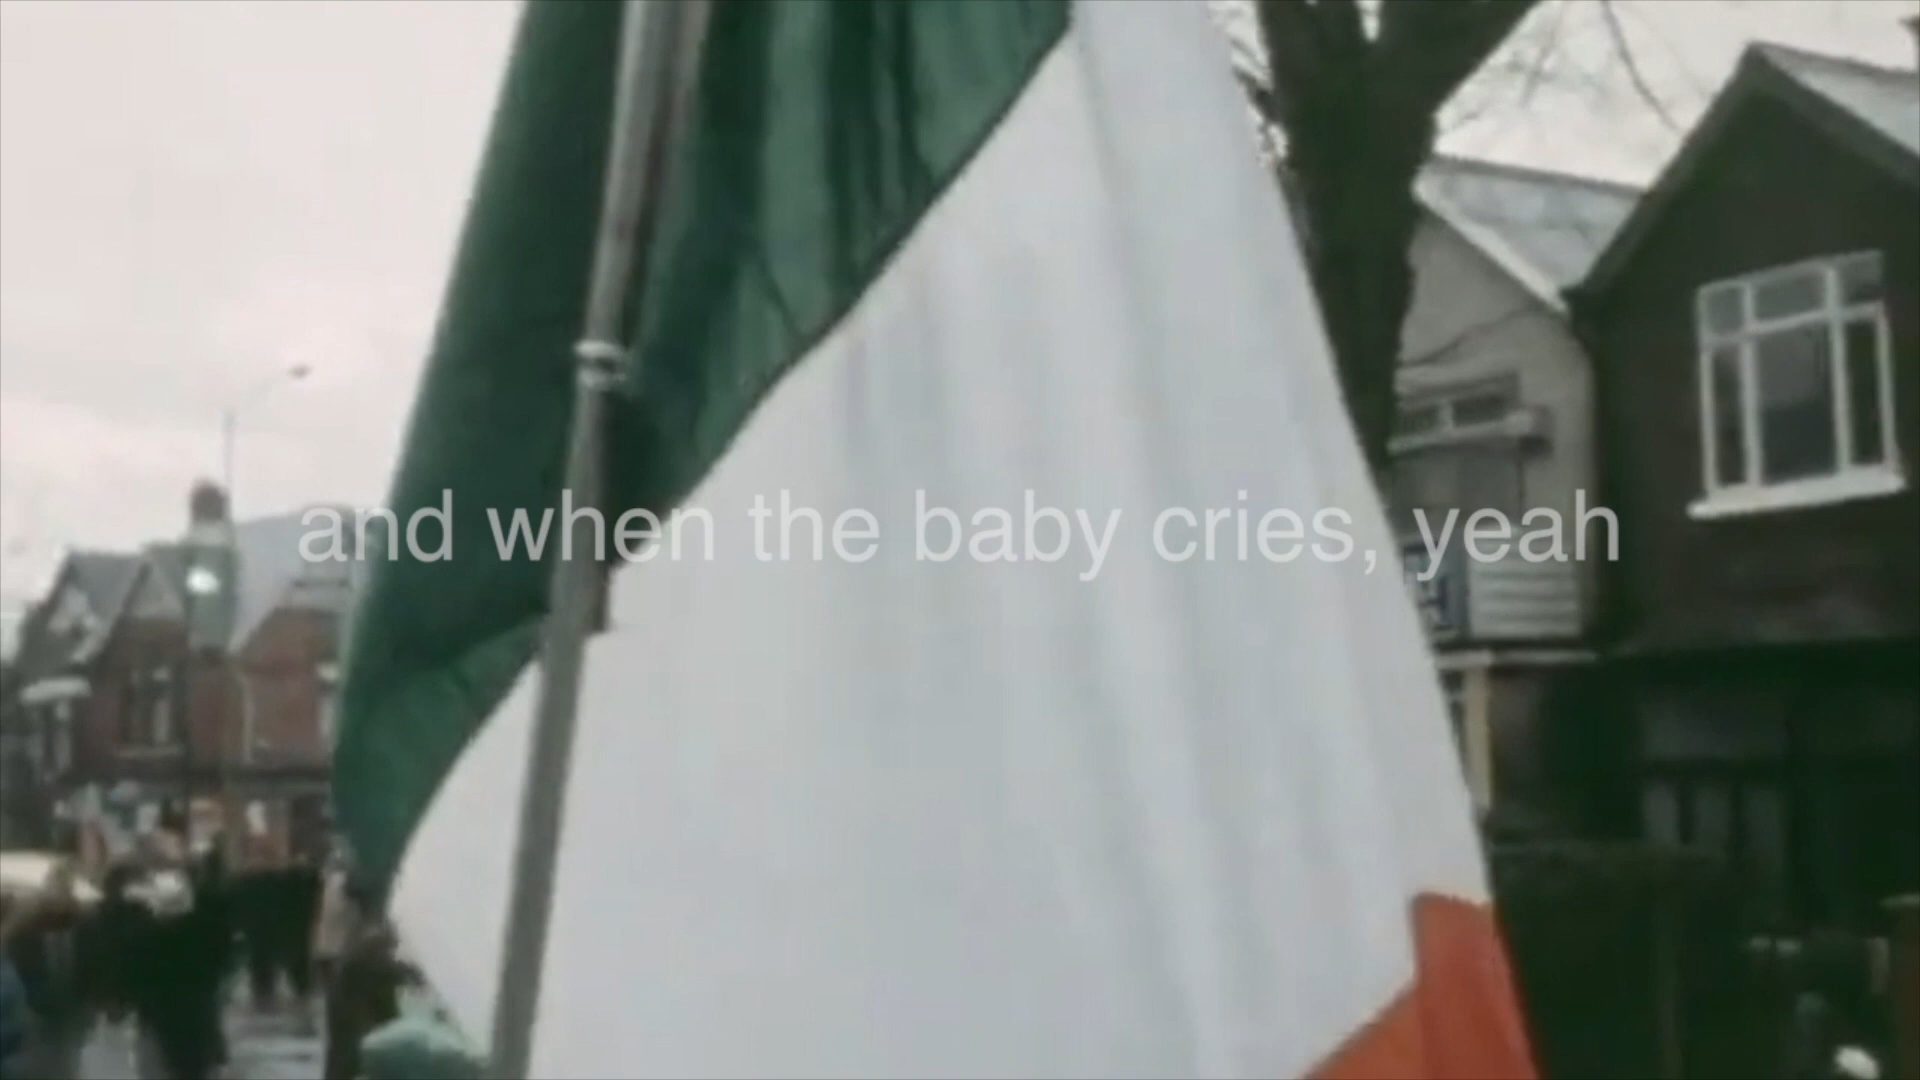 and when the baby cries, yeah